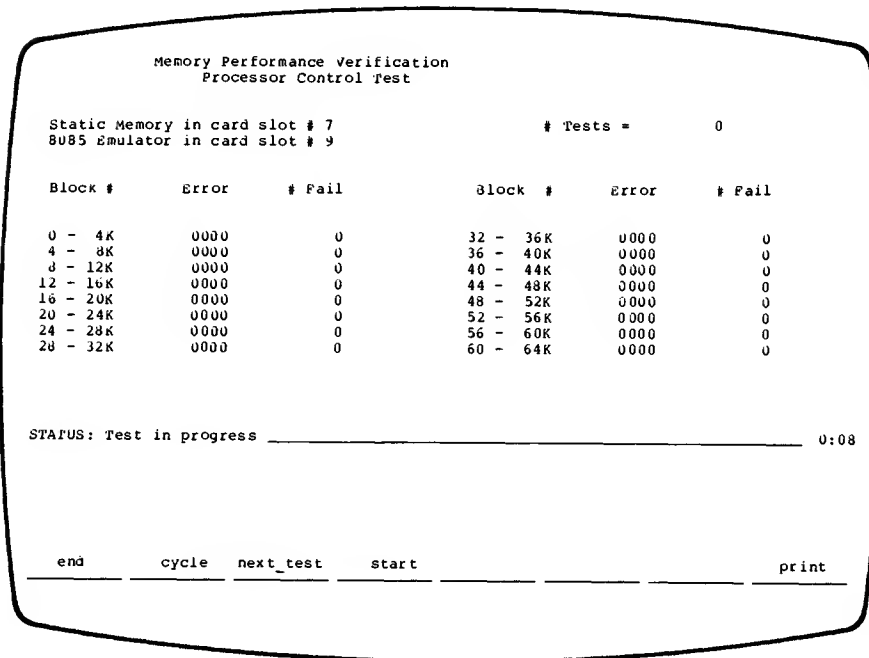 Memory Performance Verification
Processor Control Test
Static Memory in card slot # 7 # Tests = 0
8085 Emulator in card slot # 9
Block # Error # Fail Block # Error # Fail
0 - 4K 0000 0 32 - 36K 0000 0
4 - 8K 0000 0 36 - 40K 0000 0
8 - 12K 0000 0 40 - 44K 0000 0
12 - 16K 0000 0 44 - 48K 0000 0
16 - 20K 0000 0 48 - 52K 0000 0
20 - 24K 0000 0 52 - 56K 0000 0
24 - 28K 0000 0 56 - 60K 0000 0
28 - 32K 0000 0 60 - 64K 0000 0
STATUS: Test in progress 0:08
end cycle next_test start print